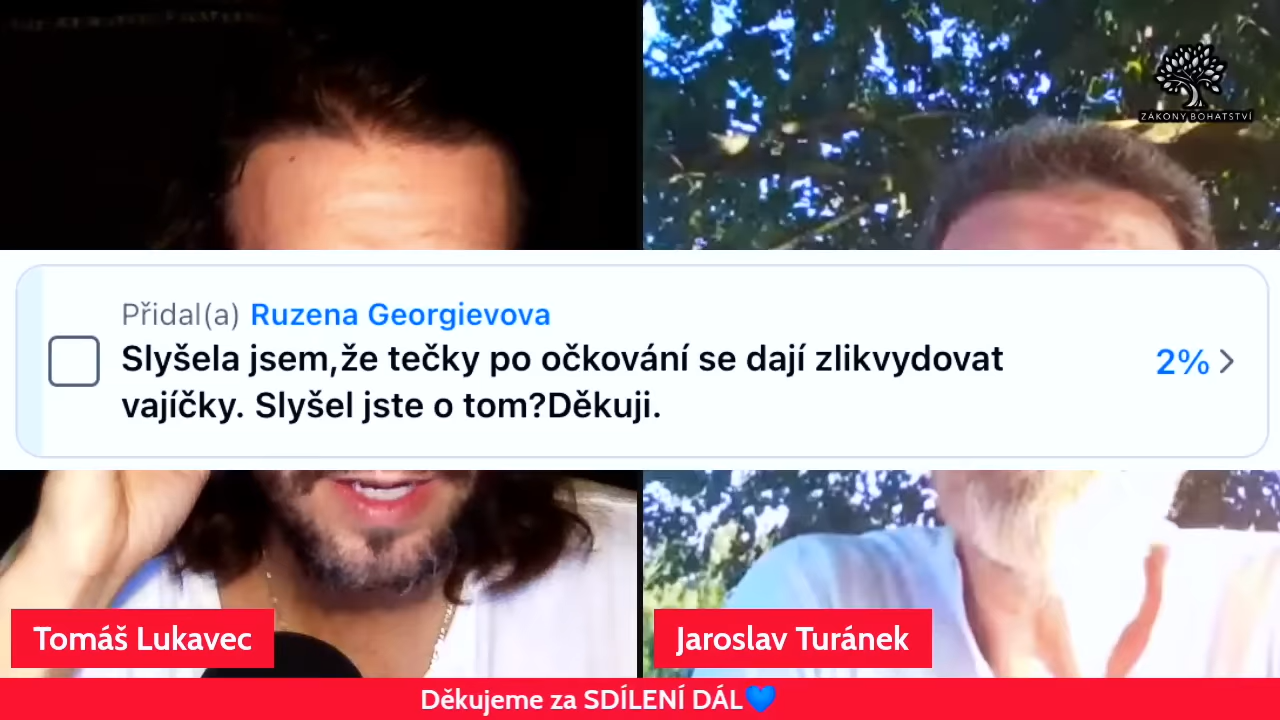 ZÁKONY BOHATSTVÍ
Přidal(a) Ruzena Georgievova
Slyšela jsem,že tečky po očkování se dají zlikvydovat
vajíčky. Slyšel jste o tom?Děkuji.
2%
Tomáš Lukavec
Jaroslav Turánek
Děkujeme za SDÍLENÍ DÁL💙